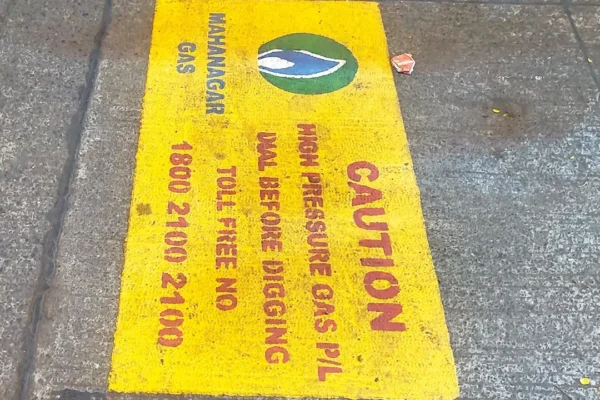 MAHANAGAR
GAS
CAUTION
HIGH PRESSURE GAS P/L
DIAL BEFORE DIGGING
TOLL FREE NO
1800 2100 2100